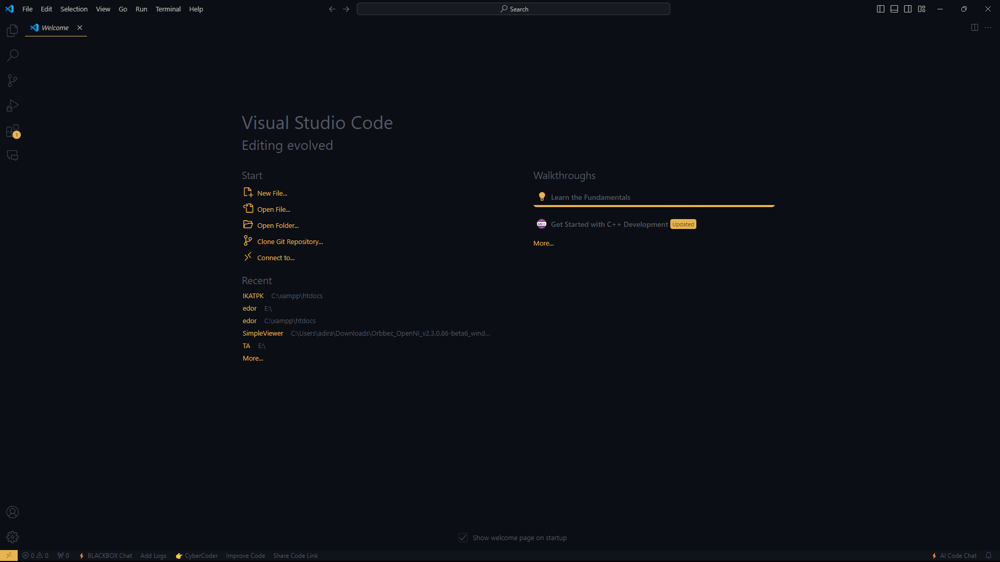 File Edit Selection View Go Run Terminal Help Search
Welcome
Visual Studio Code
Editing evolved
Start
New File...
Open File...
Open Folder...
Clone Git Repository...
Connect to...
Recent
IKATPK C:\xampp\htdocs
edor E:\
edor C:\xampp\htdocs
SimpleViewer C:\Users\adira\Downloads\Orbbec_OpenNI_v2.3.0.86-beta6_wind...
TA E:\
More...
Walkthroughs
Learn the Fundamentals
Get Started with C++ Development Updated
More...
1
Show welcome page on startup
0 0 0 BLACKBOX Chat Add Logs CyberCoder Improve Code Share Code Link AI Code Chat